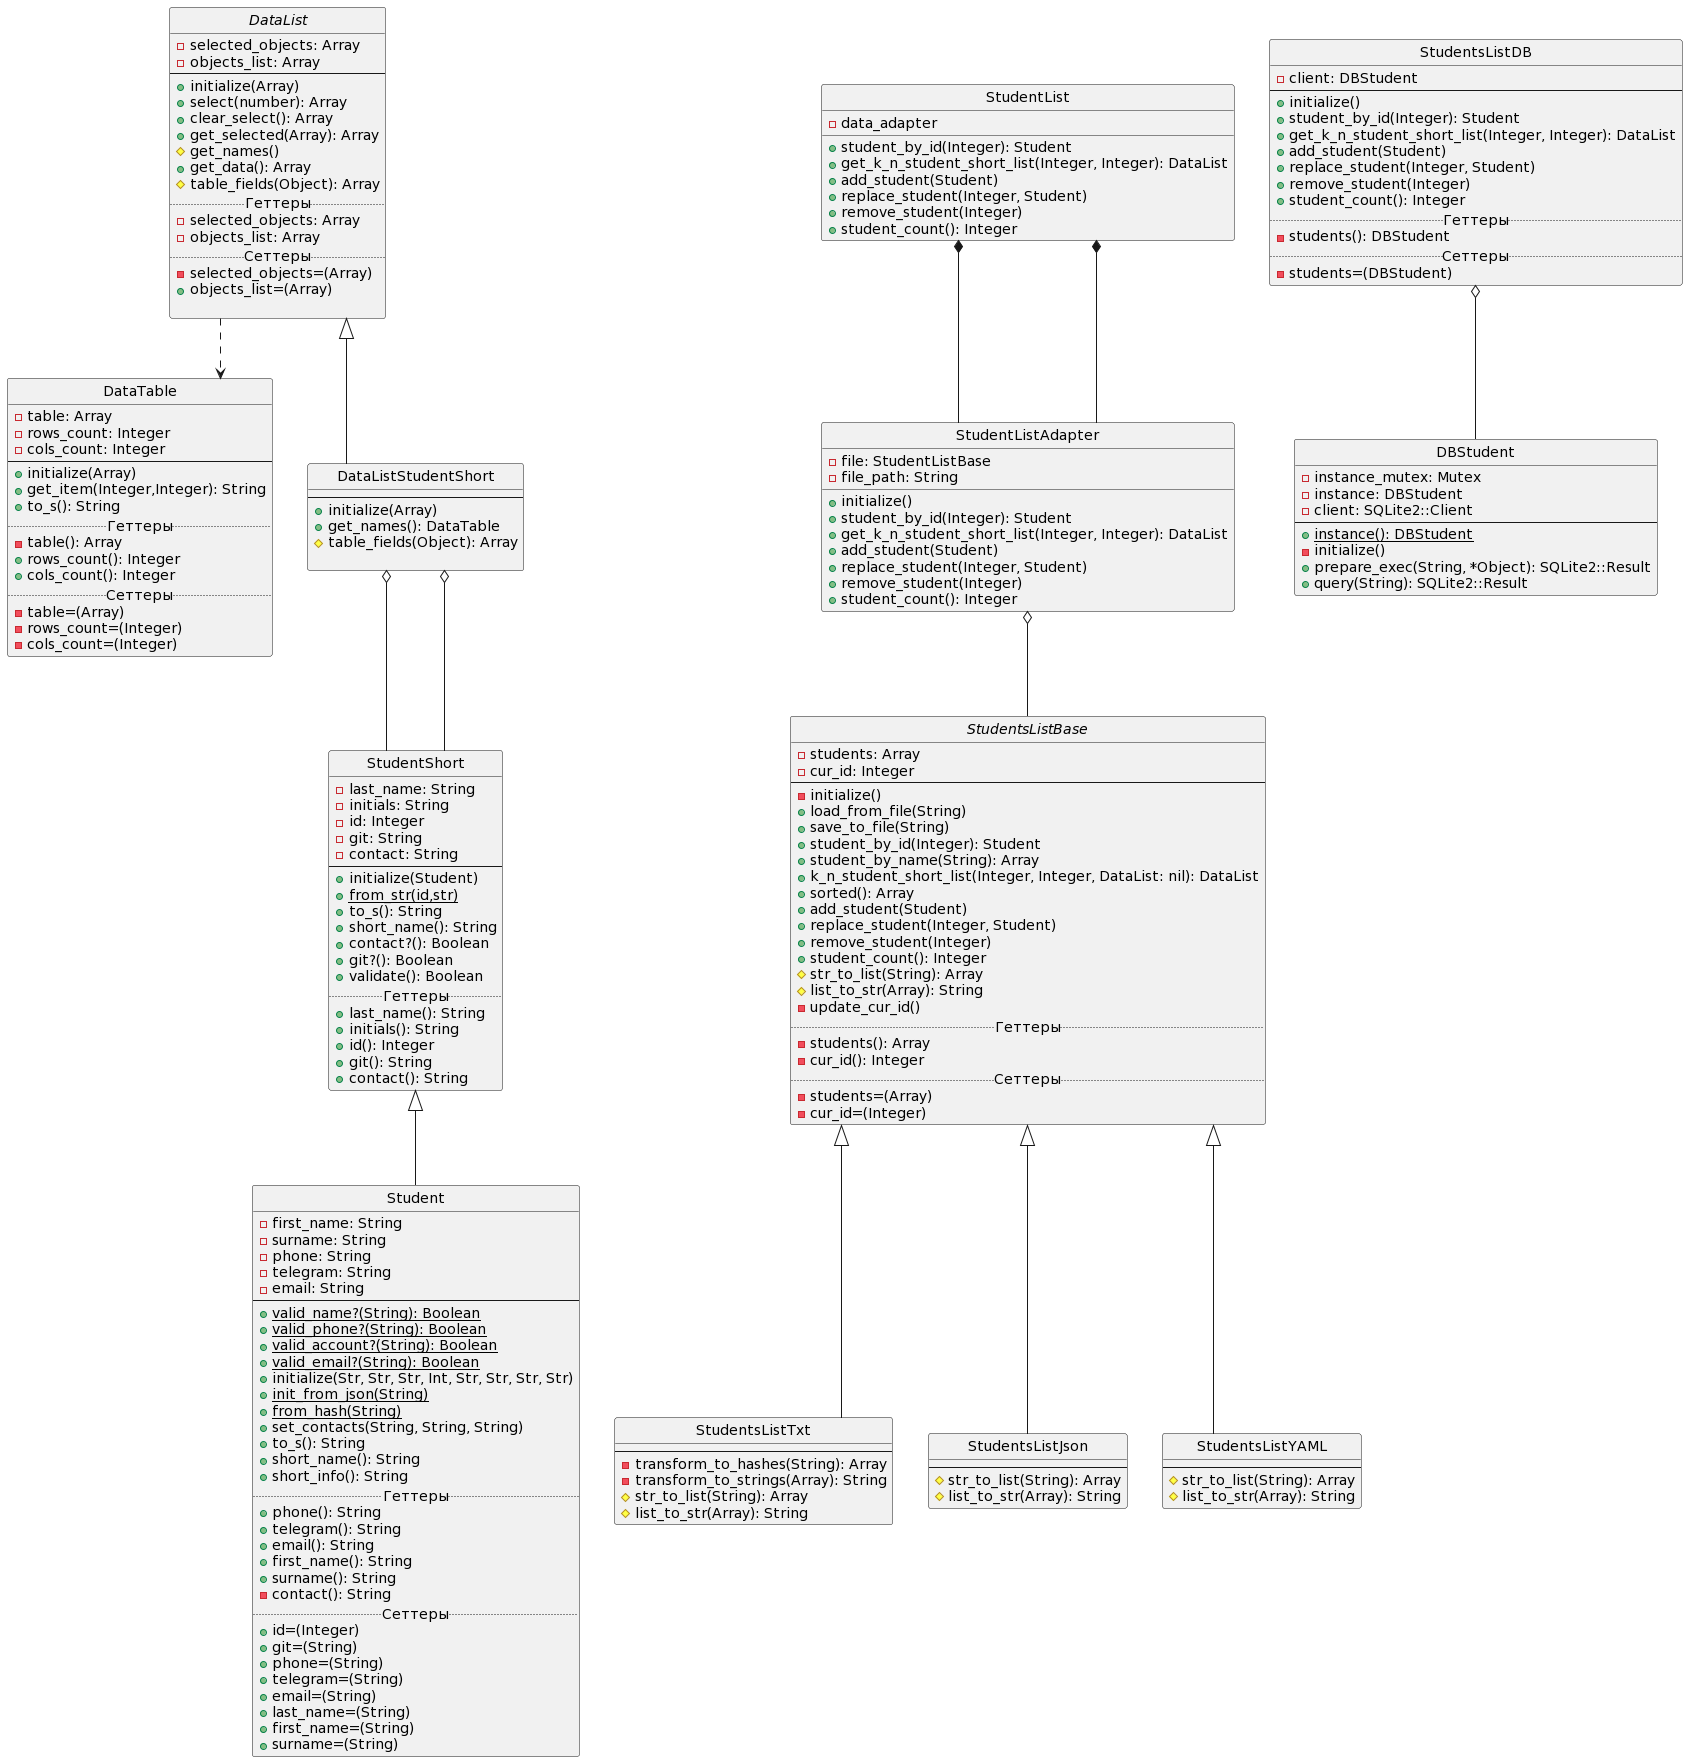 DataList
selected_objects: Array
objects_list: Array
initialize(Array)
select(number): Array
clear_select(): Array
get_selected(Array): Array
get_names()
get_data(): Array
table_fields(Object): Array
Геттеры
selected_objects: Array
objects_list: Array
Сеттеры
selected_objects=(Array)
objects_list=(Array)
StudentList
data_adapter
student_by_id(Integer): Student
get_k_n_student_short_list(Integer, Integer): DataList
add_student(Student)
replace_student(Integer, Student)
remove_student(Integer)
student_count(): Integer
StudentsListDB
client: DBStudent
initialize()
student_by_id(Integer): Student
get_k_n_student_short_list(Integer, Integer): DataList
add_student(Student)
replace_student(Integer, Student)
remove_student(Integer)
student_count(): Integer
Геттеры
students(): DBStudent
Сеттеры
students=(DBStudent)
DataTable
table: Array
rows_count: Integer
cols_count: Integer
initialize(Array)
get_item(Integer,Integer): String
to_s(): String
Геттеры
table(): Array
rows_count(): Integer
cols_count(): Integer
Сеттеры
table=(Array)
rows_count=(Integer)
cols_count=(Integer)
DataListStudentShort
initialize(Array)
get_names(): DataTable
table_fields(Object): Array
StudentListAdapter
file: StudentListBase
file_path: String
initialize()
student_by_id(Integer): Student
get_k_n_student_short_list(Integer, Integer): DataList
add_student(Student)
replace_student(Integer, Student)
remove_student(Integer)
student_count(): Integer
DBStudent
instance_mutex: Mutex
instance: DBStudent
client: SQLite2::Client
instance(): DBStudent
initialize()
prepare_exec(String, *Object): SQLite2::Result
query(String): SQLite2::Result
StudentShort
last_name: String
initials: String
id: Integer
git: String
contact: String
initialize(Student)
from_str(id,str)
to_s(): String
short_name(): String
contact?(): Boolean
git?(): Boolean
validate(): Boolean
Геттеры
last_name(): String
initials(): String
id(): Integer
git(): String
contact(): String
StudentsListBase
students: Array
cur_id: Integer
initialize()
load_from_file(String)
save_to_file(String)
student_by_id(Integer): Student
student_by_name(String): Array
k_n_student_short_list(Integer, Integer, DataList: nil): DataList
sorted(): Array
add_student(Student)
replace_student(Integer, Student)
remove_student(Integer)
student_count(): Integer
str_to_list(String): Array
list_to_str(Array): String
update_cur_id()
Геттеры
students(): Array
cur_id(): Integer
Сеттеры
students=(Array)
cur_id=(Integer)
Student
first_name: String
surname: String
phone: String
telegram: String
email: String
valid_name?(String): Boolean
valid_phone?(String): Boolean
valid_account?(String): Boolean
valid_email?(String): Boolean
initialize(Str, Str, Str, Int, Str, Str, Str, Str)
init_from_json(String)
from_hash(String)
set_contacts(String, String, String)
to_s(): String
short_name(): String
short_info(): String
Геттеры
phone(): String
telegram(): String
email(): String
first_name(): String
surname(): String
contact(): String
Сеттеры
id=(Integer)
git=(String)
phone=(String)
telegram=(String)
email=(String)
last_name=(String)
first_name=(String)
surname=(String)
StudentsListTxt
transform_to_hashes(String): Array
transform_to_strings(Array): String
str_to_list(String): Array
list_to_str(Array): String
StudentsListJson
str_to_list(String): Array
list_to_str(Array): String
StudentsListYAML
str_to_list(String): Array
list_to_str(Array): String